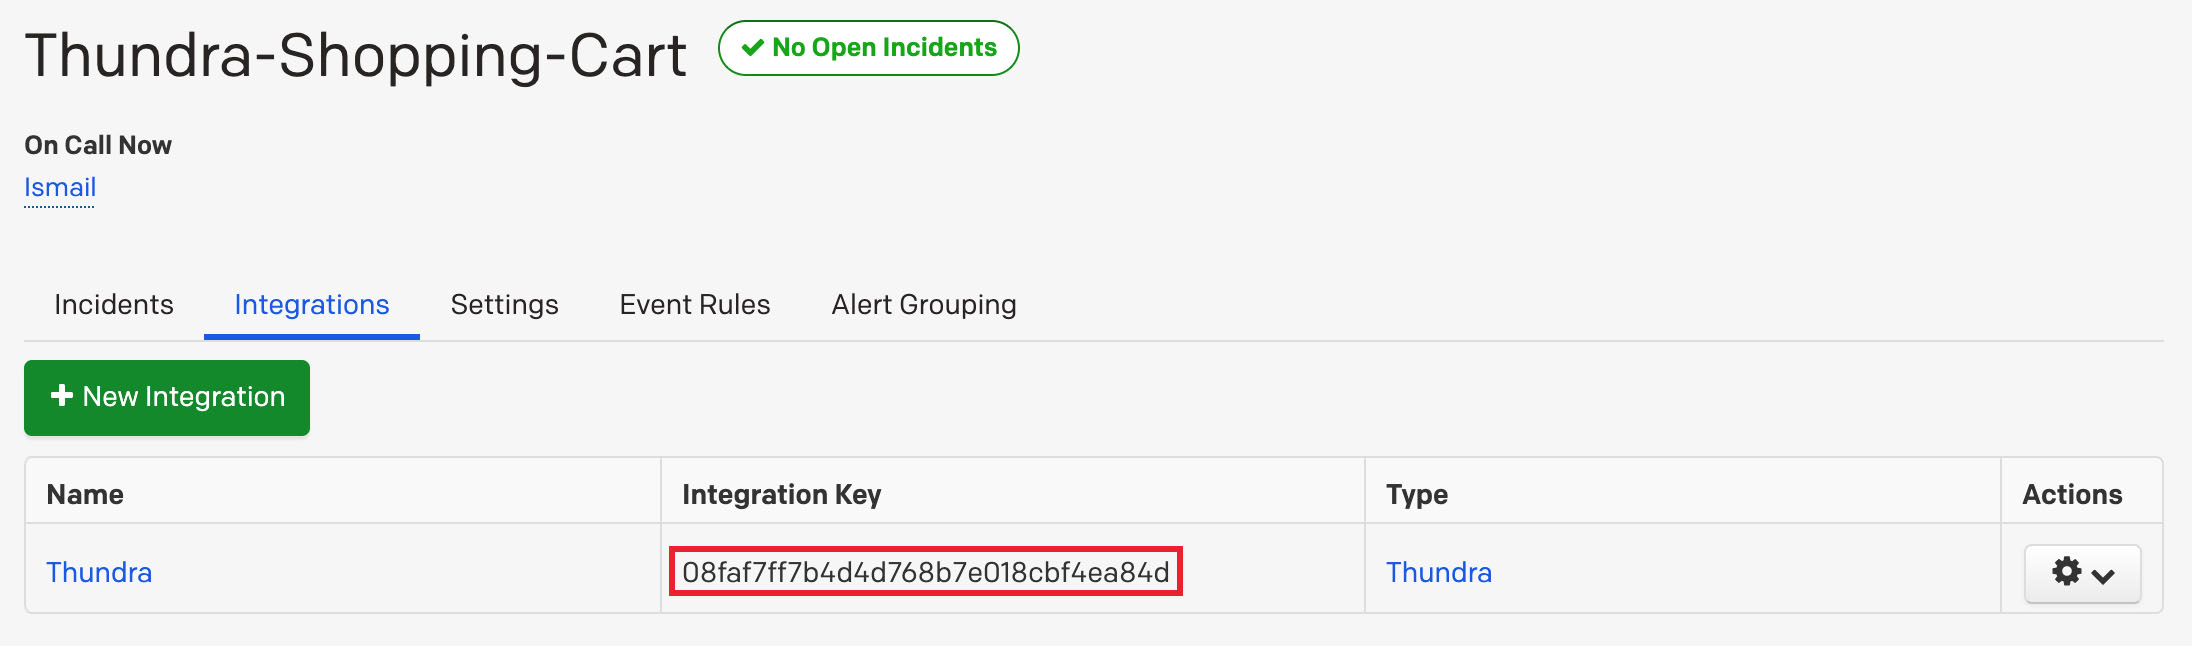 Thundra-Shopping-Cart
No Open Incidents
On Call Now
Ismail
Incidents Integrations Settings Event Rules Alert Grouping
New Integration
Name Integration Key Type Actions
Thundra 08faf7ff7b4d4d768b7e018cbf4ea84d Thundra